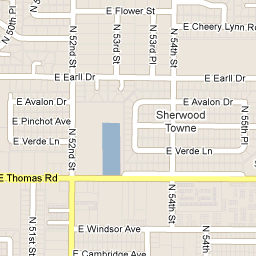 N 50th Pl
E Flower St
N 52nd St
N 53rd St
N 53rd Pl
N 54th St
E Cheery Lynn Rd
E Earll Dr
E Earll Dr
E Avalon Dr
E Avalon Dr
E Pinchot Ave
Sherwood
Towne
N 55th Pl
E Verde Ln
E Verde Ln
N 52nd St
E Thomas Rd
N 54th St
N 51st St
E Windsor Ave
N 54th
E Cambridge Ave